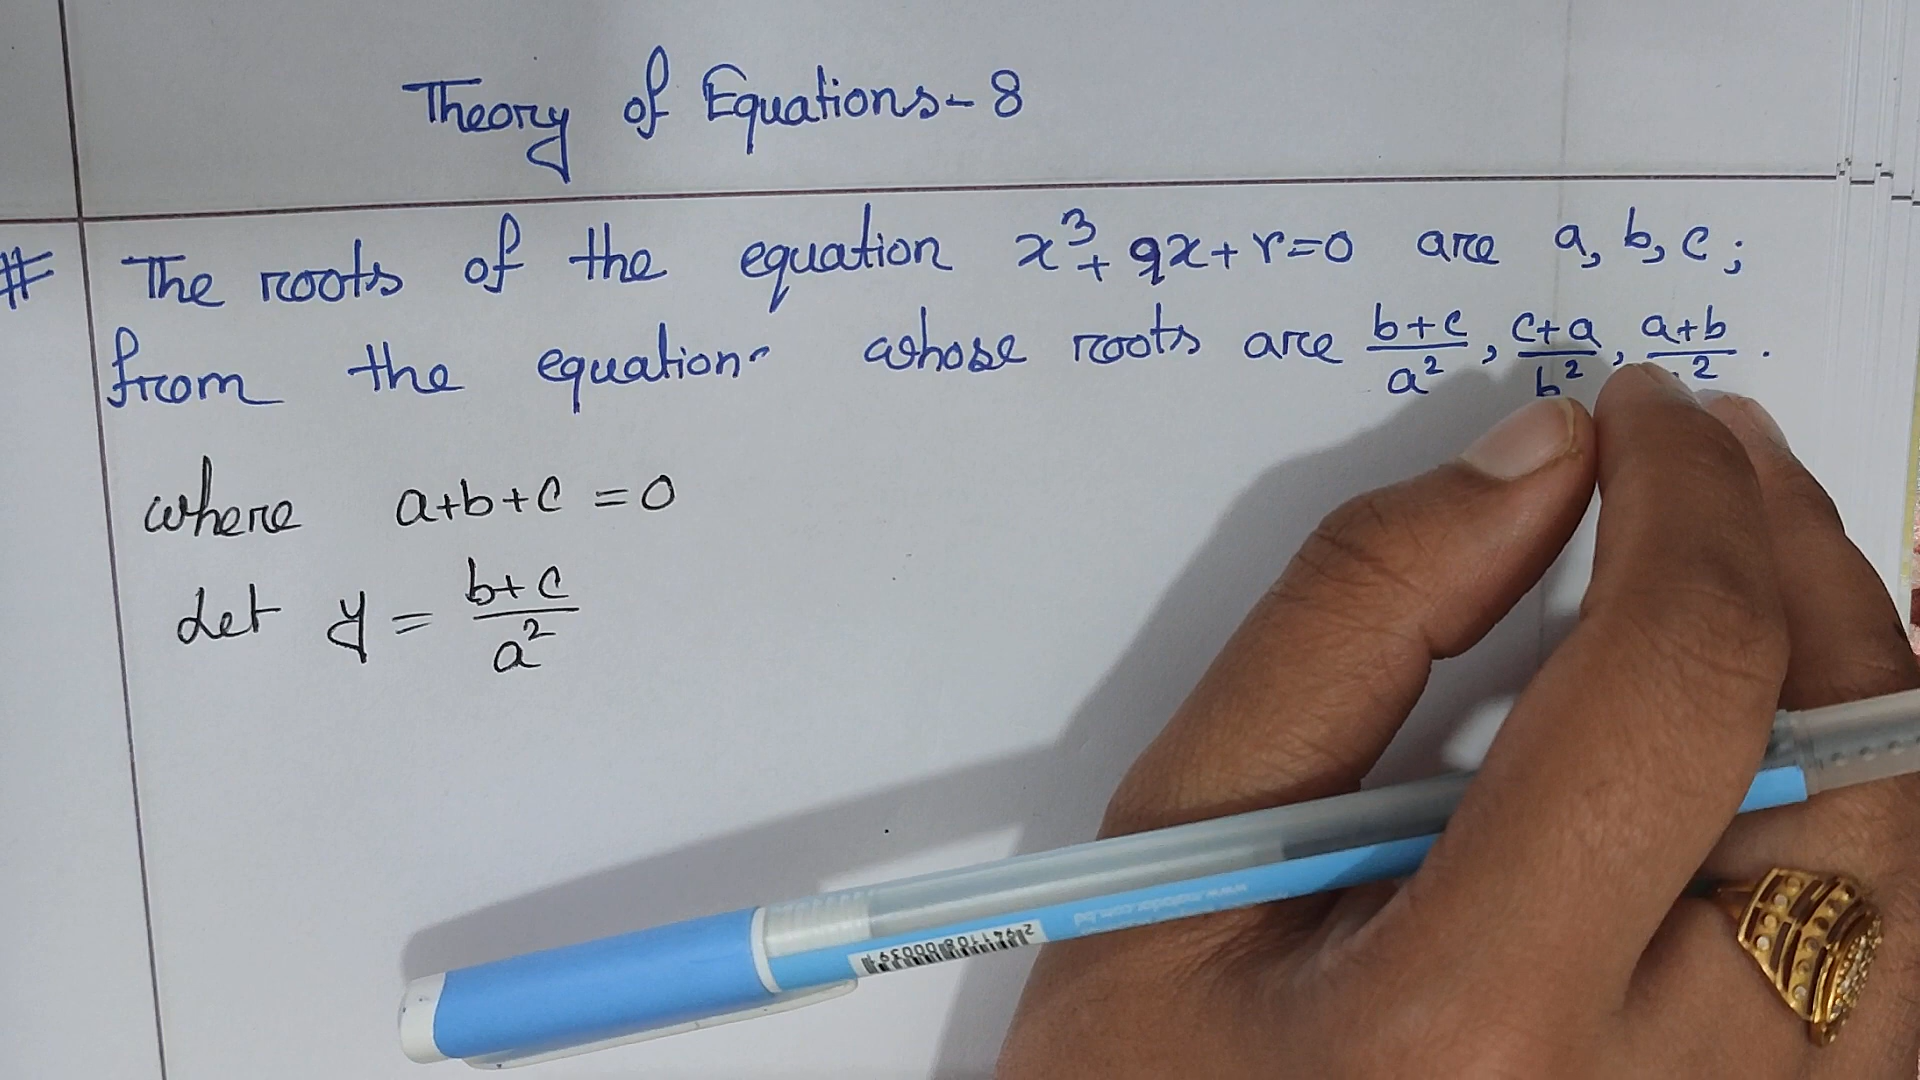 Theory of Equations - 8
# The roots of the equation x³ + qx + r = 0 are a, b, c;
from the equation whose roots are (b+c)/a², (c+a)/b², (a+b)/ ²  .
where a+b+c = 0
Let y = (b+c)/a²